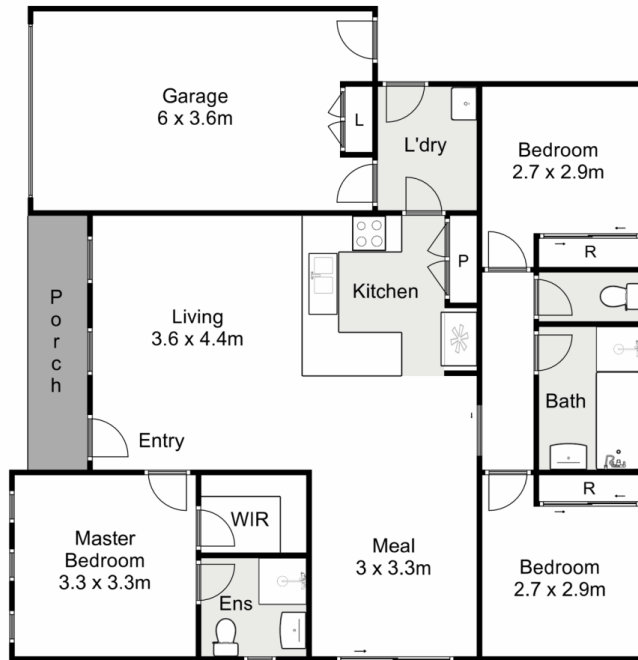 Garage
6 x 3.6m
L
L'dry
Bedroom
2.7 x 2.9m
R
P
Kitchen
Living
3.6 x 4.4m
Porch
Entry
Bath
R
WIR
Master
Bedroom
3.3 x 3.3m
Ens
Meal
3 x 3.3m
Bedroom
2.7 x 2.9m